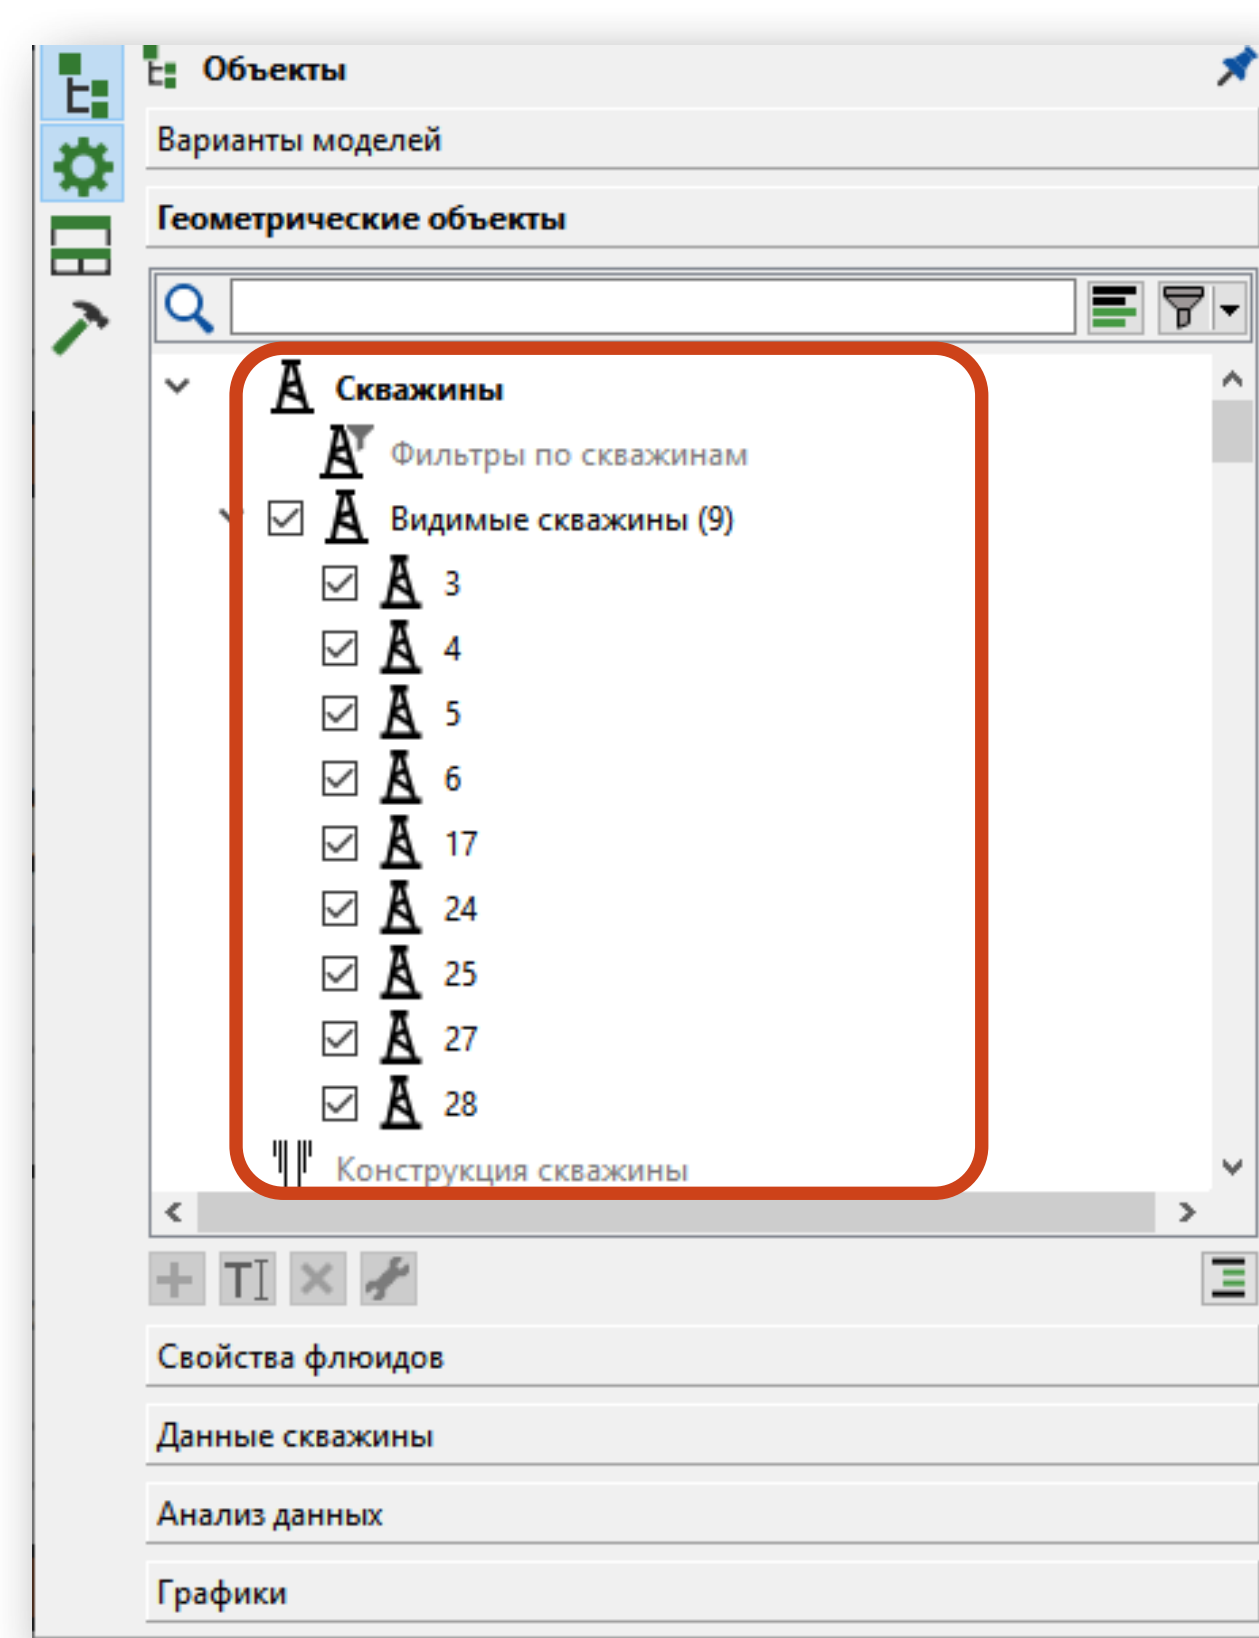 Объекты
Варианты моделей
Геометрические объекты
Скважины
Фильтры по скважинам
Видимые скважины (9)
3
4
5
6
17
24
25
27
28
Конструкция скважины
Свойства флюидов
Данные скважины
Анализ данных
Графики